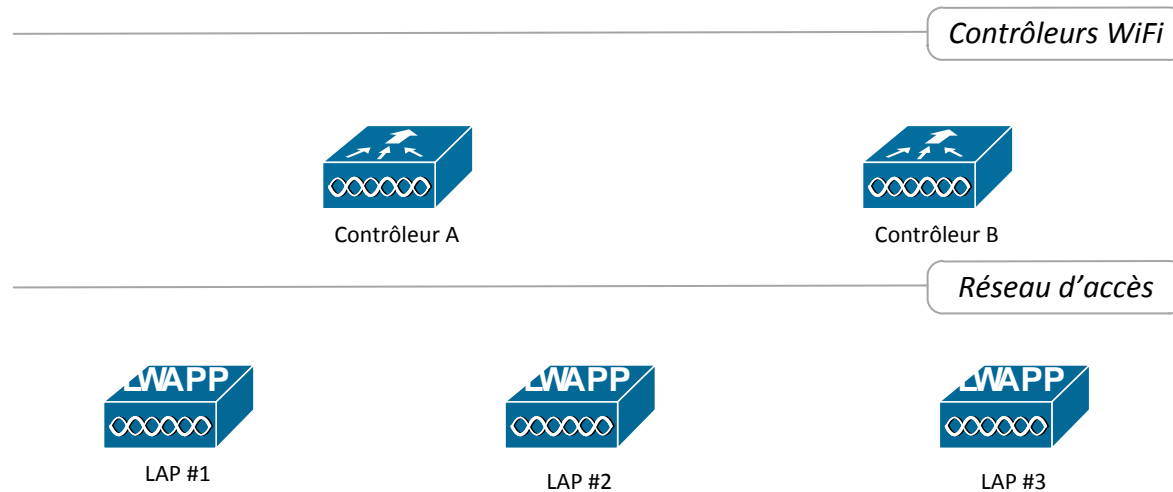 Contrôleurs WiFi
Contrôleur A
Contrôleur B
Réseau d’accès
LWAPP
LWAPP
LWAPP
LAP #1
LAP #2
LAP #3